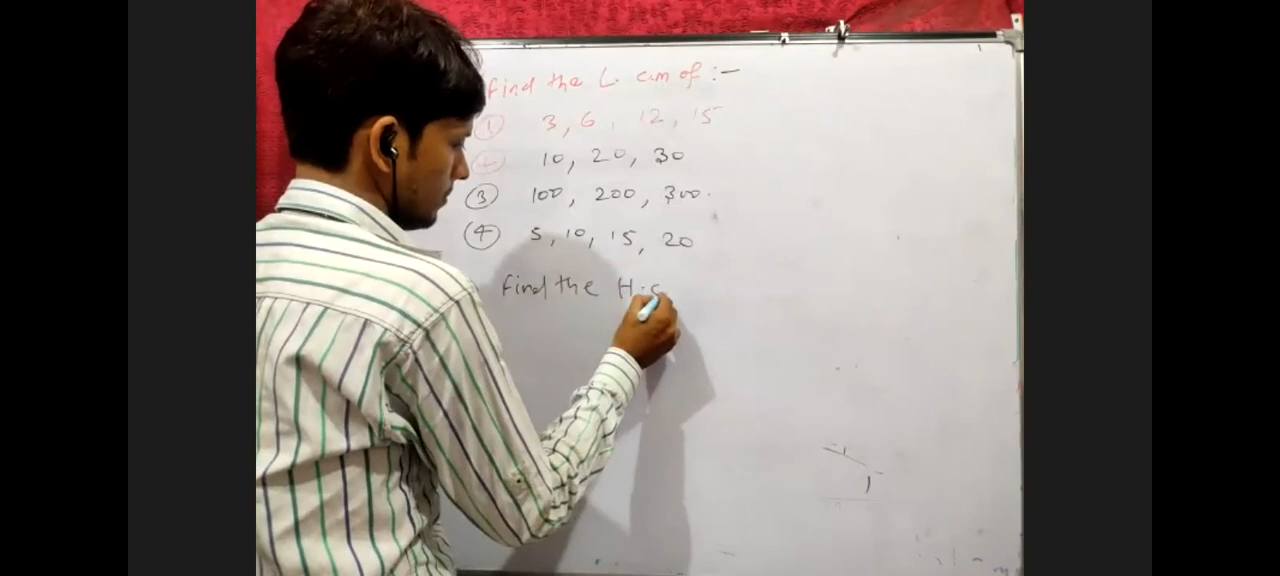 Find the L. cm of :-
① 3, 6, 12, 15
② 10, 20, 30
③ 100, 200, 300.
④ 5, 10, 15, 20
Find the H.c